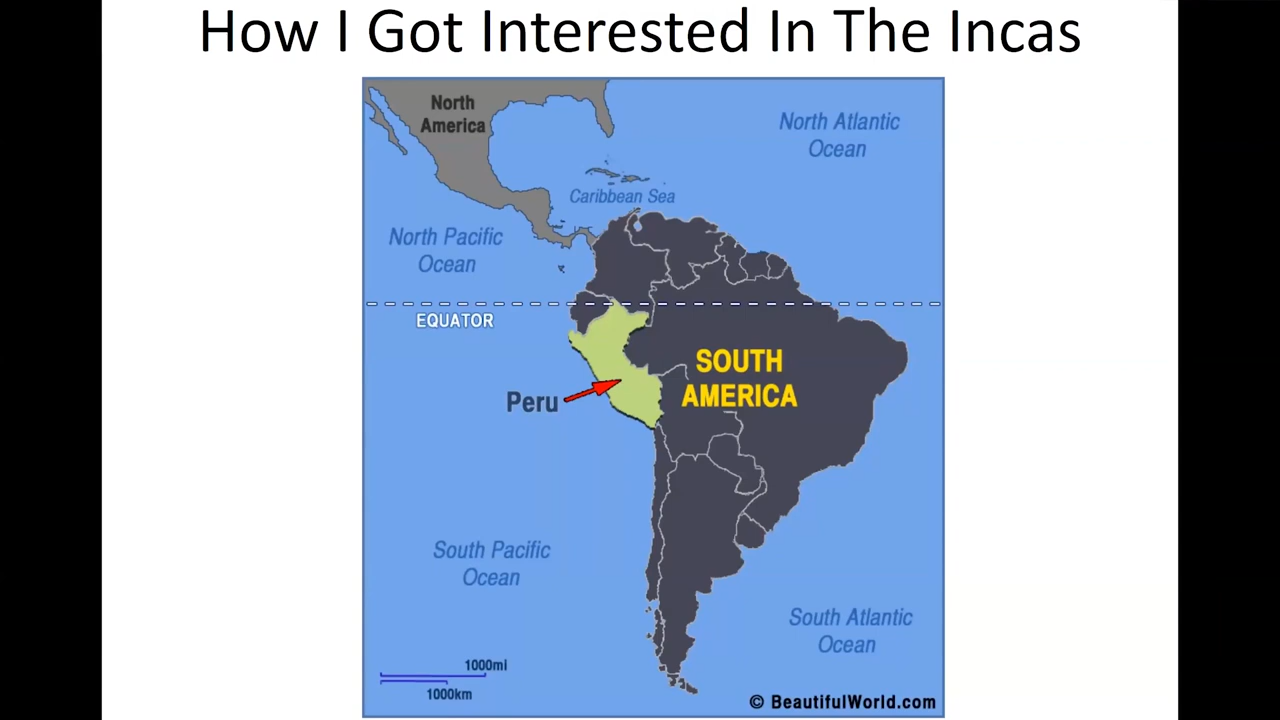 How I Got Interested In The Incas
North
America
North Atlantic
Ocean
Caribbean Sea
North Pacific
Ocean
EQUATOR
SOUTH
AMERICA
Peru
South Pacific
Ocean
South Atlantic
Ocean
1000mi
1000km
© BeautifulWorld.com